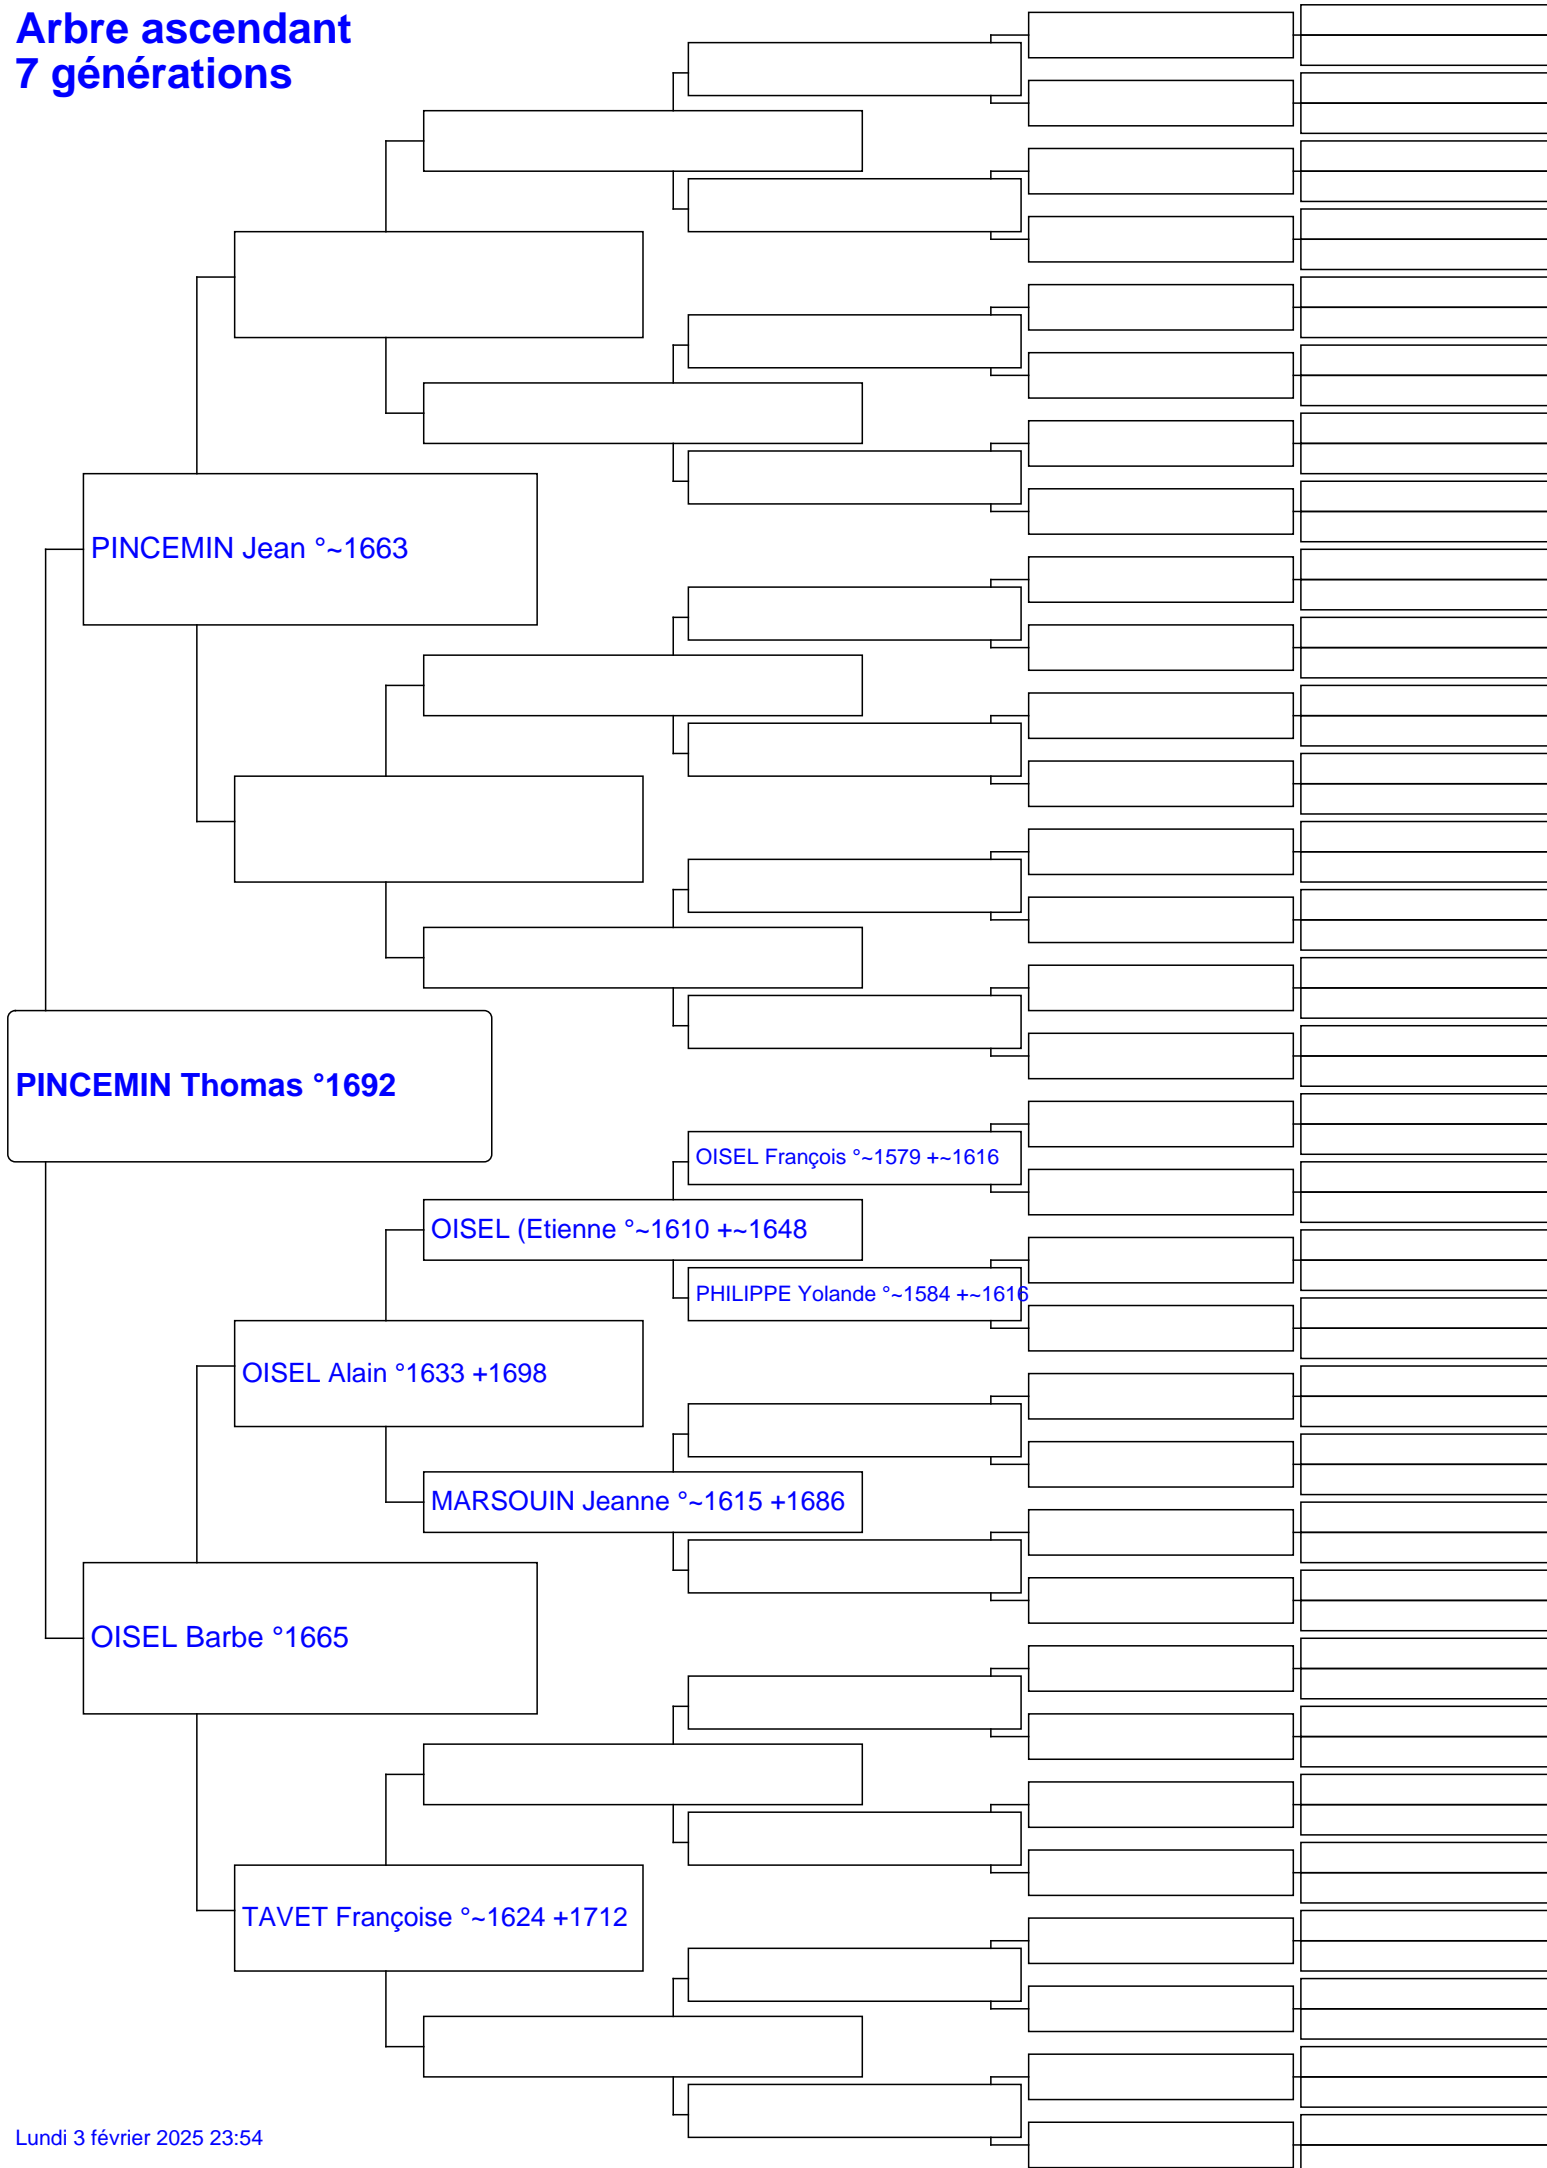 Arbre ascendant
7 générations
PINCEMIN Jean °~1663
PINCEMIN Thomas °1692
OISEL François °~1579 +~1616
OISEL (Etienne °~1610 +~1648
PHILIPPE Yolande °~1584 +~1616
OISEL Alain °1633 +1698
MARSOUIN Jeanne °~1615 +1686
OISEL Barbe °1665
TAVET Françoise °~1624 +1712
Lundi 3 février 2025 23:54